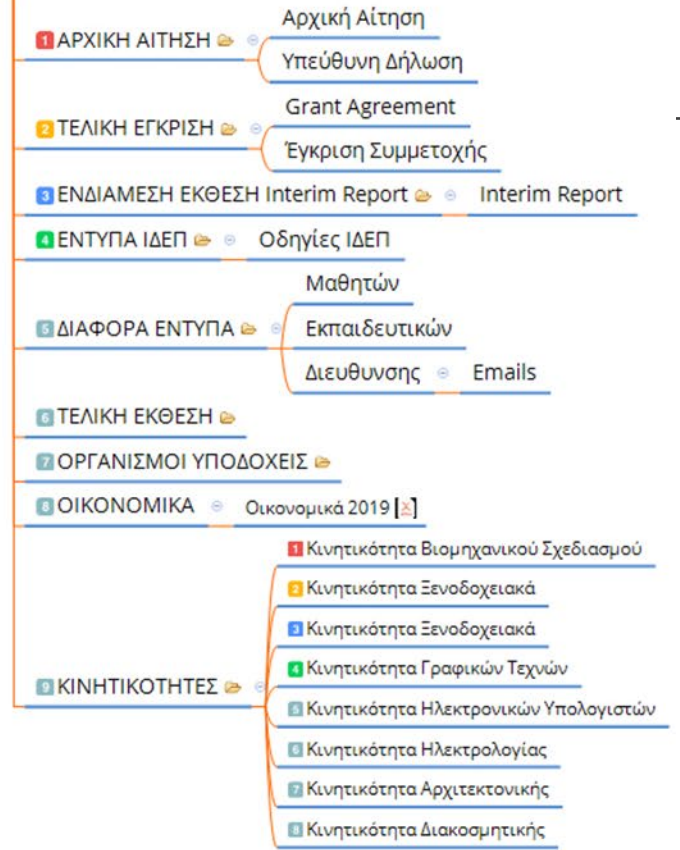 1 ΑΡΧΙΚΗ ΑΙΤΗΣΗ
Αρχική Αίτηση
Υπεύθυνη Δήλωση
2 ΤΕΛΙΚΗ ΕΓΚΡΙΣΗ
Grant Agreement
Έγκριση Συμμετοχής
3 ΕΝΔΙΑΜΕΣΗ ΕΚΘΕΣΗ Interim Report
Interim Report
4 ΕΝΤΥΠΑ ΙΔΕΠ
Οδηγίες ΙΔΕΠ
5 ΔΙΑΦΟΡΑ ΕΝΤΥΠΑ
Μαθητών
Εκπαιδευτικών
Διευθυνσης
Emails
6 ΤΕΛΙΚΗ ΕΚΘΕΣΗ
7 ΟΡΓΑΝΙΣΜΟΙ ΥΠΟΔΟΧΕΙΣ
8 ΟΙΚΟΝΟΜΙΚΑ
Οικονομικά 2019 [x]
9 ΚΙΝΗΤΙΚΟΤΗΤΕΣ
1 Κινητικότητα Βιομηχανικού Σχεδιασμού
2 Κινητικότητα Ξενοδοχειακά
3 Κινητικότητα Ξενοδοχειακά
4 Κινητικότητα Γραφικών Τεχνών
5 Κινητικότητα Ηλεκτρονικών Υπολογιστών
6 Κινητικότητα Ηλεκτρολογίας
7 Κινητικότητα Αρχιτεκτονικής
8 Κινητικότητα Διακοσμητικής